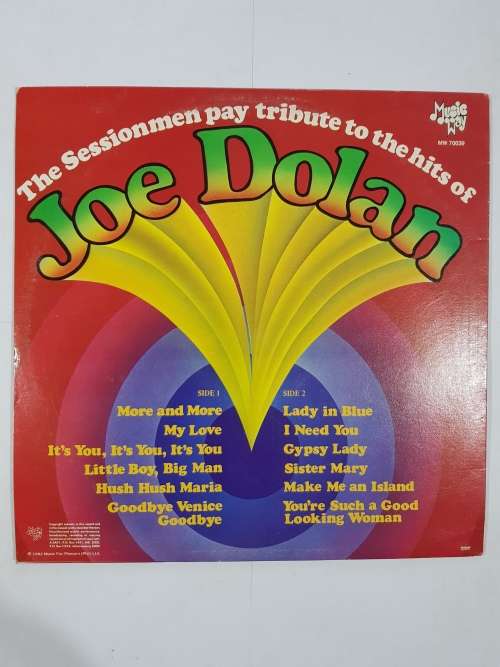 Music
Way
MW 70039
The Sessionmen pay tribute to the hits of
Joe Dolan
SIDE 1
More and More
My Love
It's You, It's You, It's You
Little Boy, Big Man
Hush Hush Maria
Goodbye Venice
Goodbye
SIDE 2
Lady in Blue
I Need You
Gypsy Lady
Sister Mary
Make Me an Island
You're Such a Good
Looking Woman